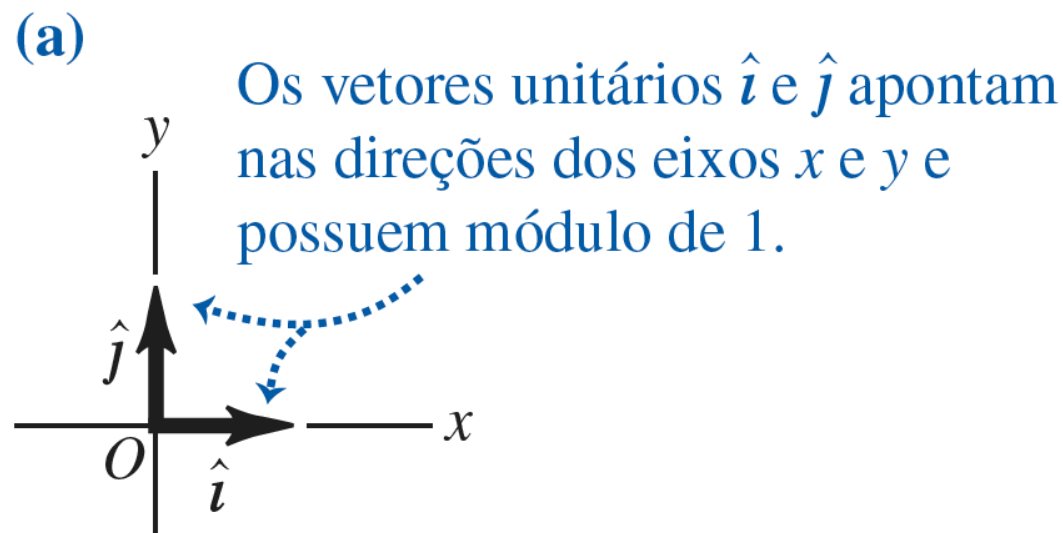 (a)
Os vetores unitários î e ĵ apontam
nas direções dos eixos x e y e
possuem módulo de 1.
y
ĵ
x
O
î